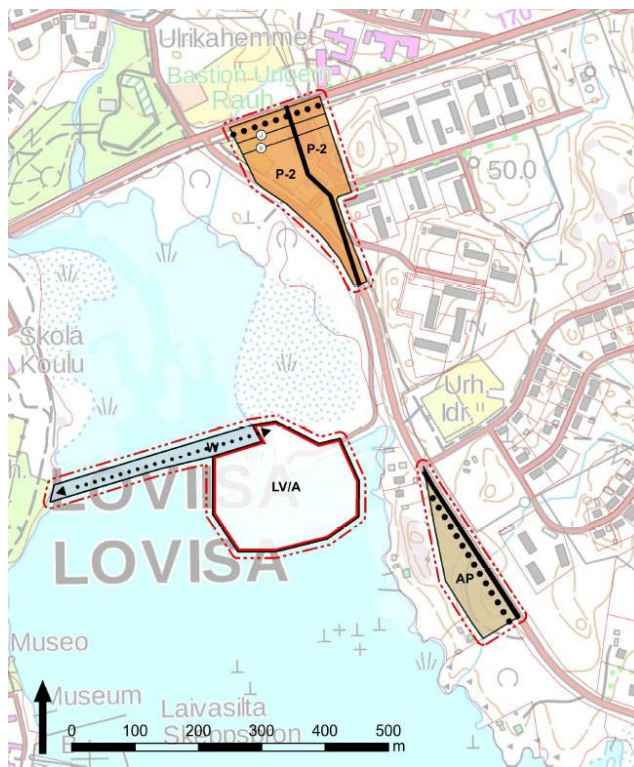 170
Ulrikahemmet
Bastion Ungern
Rauh.
J
V
P-2
P-2
50.0
Skola
Koulu
Urh.
Idr.
W
LV/A
LOVISA
LOVISA
AP
Museo
Museum
Laivasilta
Skeppsbron
0 100 200 300 400 500
m